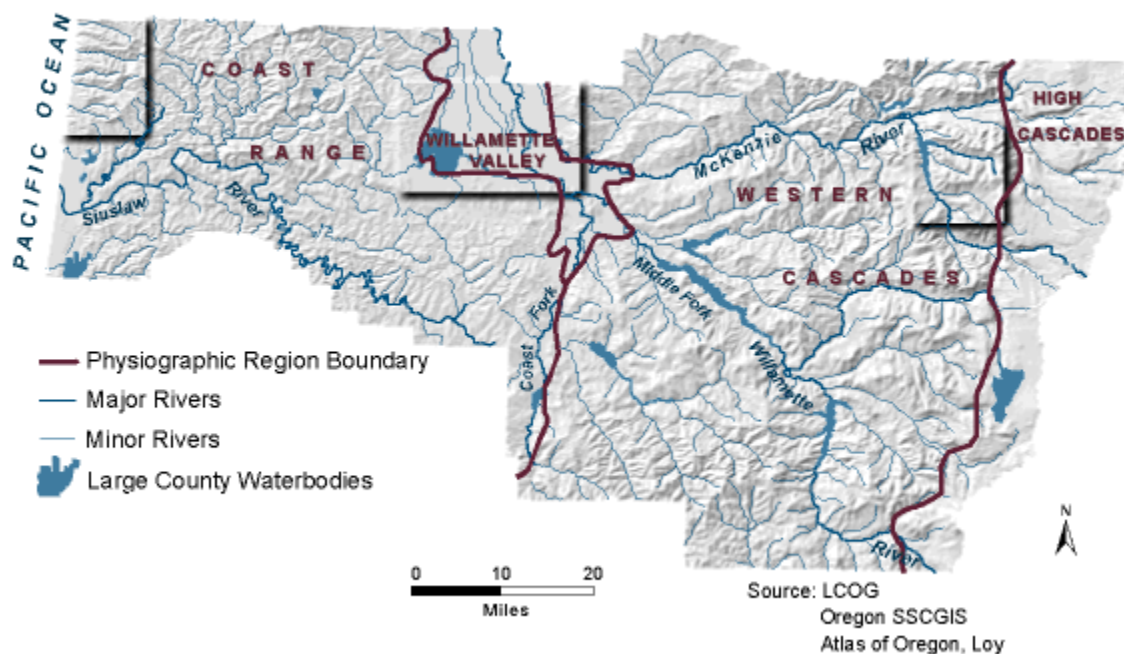 PACIFIC OCEAN
COAST
RANGE
WILLAMETTE
VALLEY
HIGH
CASCADES
McKenzie
River
WESTERN
CASCADES
Siuslaw
River
Middle Fork
Willamette
River
Coast
Fork
Physiographic Region Boundary
Major Rivers
Minor Rivers
Large County Waterbodies
0 10 20
Miles
N
Source: LCOG
Oregon SSCGIS
Atlas of Oregon, Loy